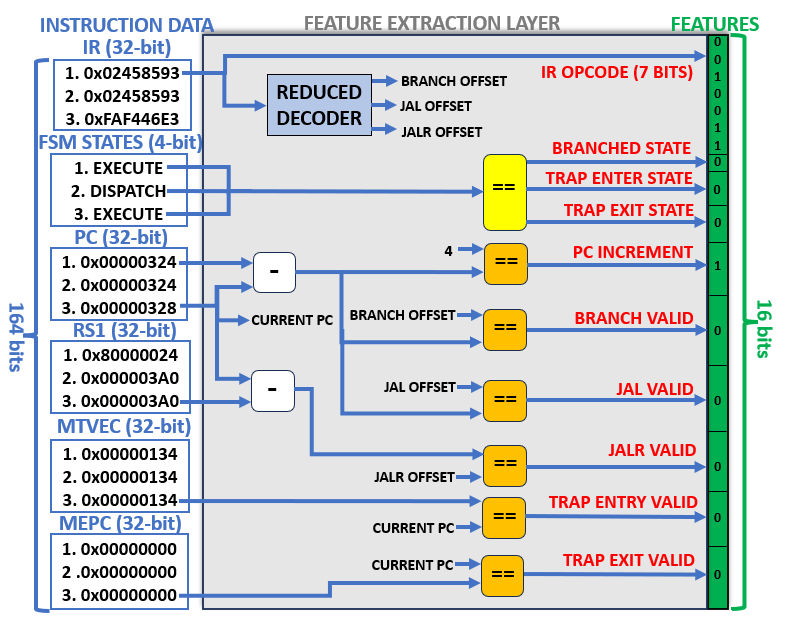 INSTRUCTION DATA
FEATURE EXTRACTION LAYER
FEATURES
IR (32-bit)
1. 0x02458593
2. 0x02458593
3. 0xFAF446E3
REDUCED
DECODER
BRANCH OFFSET
JAL OFFSET
JALR OFFSET
IR OPCODE (7 BITS)
0
0
1
0
0
1
1
FSM STATES (4-bit)
1. EXECUTE
2. DISPATCH
3. EXECUTE
==
BRANCHED STATE
0
TRAP ENTER STATE
0
TRAP EXIT STATE
0
PC (32-bit)
1. 0x00000324
2. 0x00000324
3. 0x00000328
-
CURRENT PC
4
==
PC INCREMENT
1
BRANCH OFFSET
==
BRANCH VALID
0
RS1 (32-bit)
1. 0x80000024
2. 0x000003A0
3. 0x000003A0
-
JAL OFFSET
==
JAL VALID
0
MTVEC (32-bit)
1. 0x00000134
2. 0x00000134
3. 0x00000134
JALR OFFSET
==
JALR VALID
0
CURRENT PC
==
TRAP ENTRY VALID
0
MEPC (32-bit)
1. 0x00000000
2 .0x00000000
3. 0x00000000
CURRENT PC
==
TRAP EXIT VALID
0
164 bits
16 bits